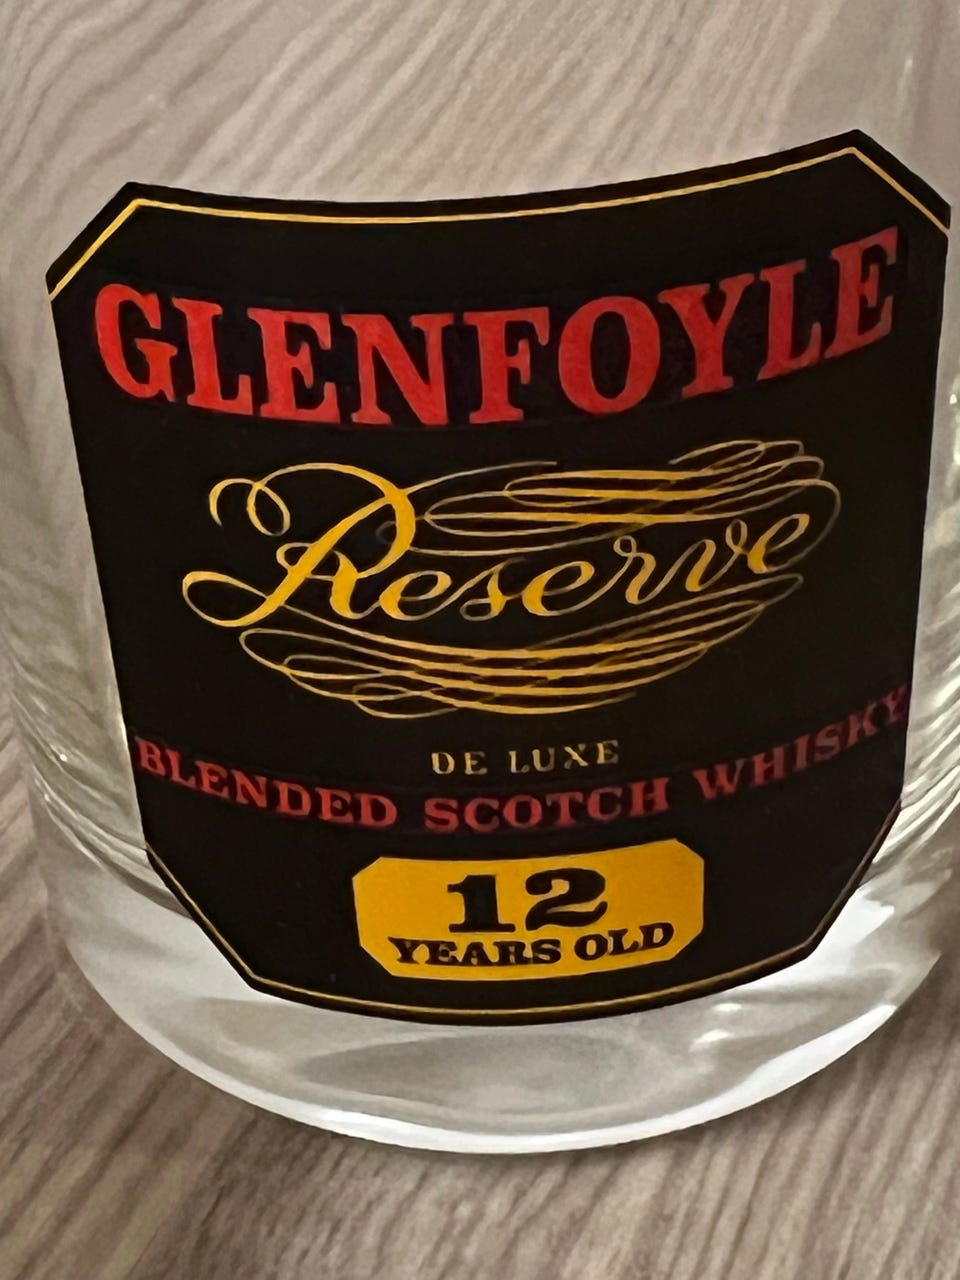 GLENFOYLE
Reserve
DE LUXE
BLENDED SCOTCH WHISKY
12
YEARS OLD